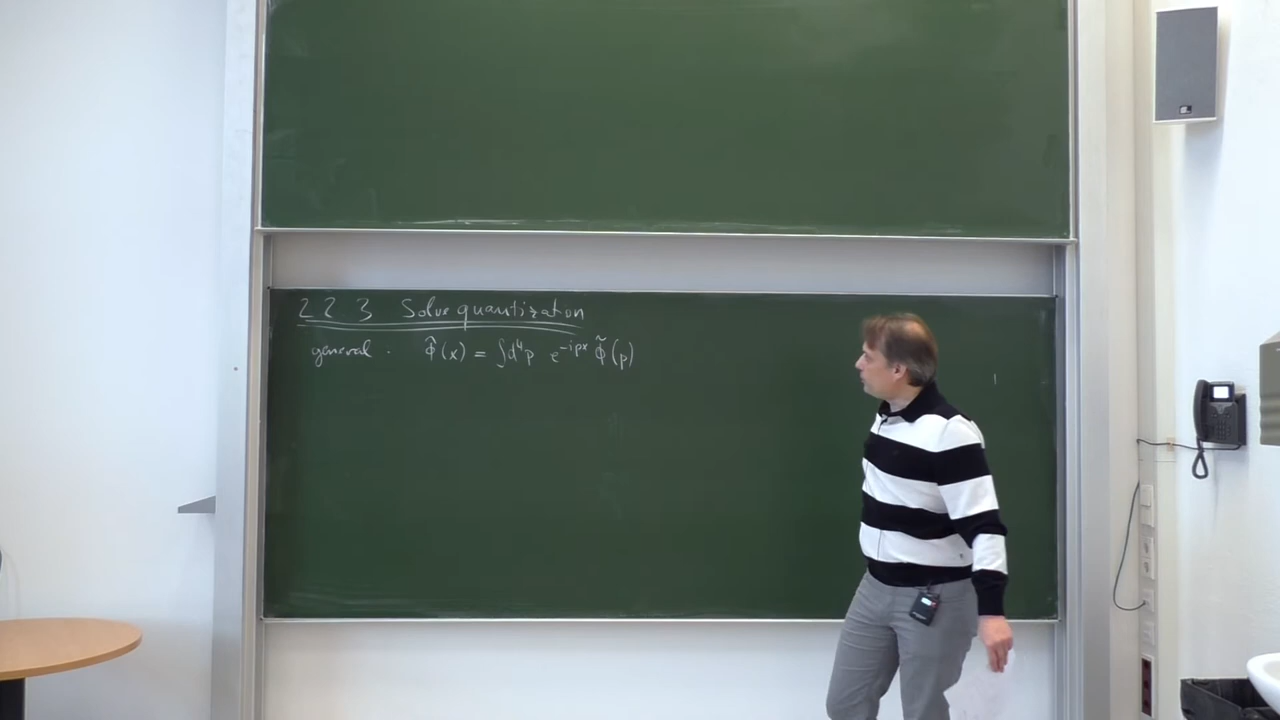 2 2 3 Solve quantization
general. Φ̂(x) = ∫d⁴p e^{-ipx} Φ̃(p)